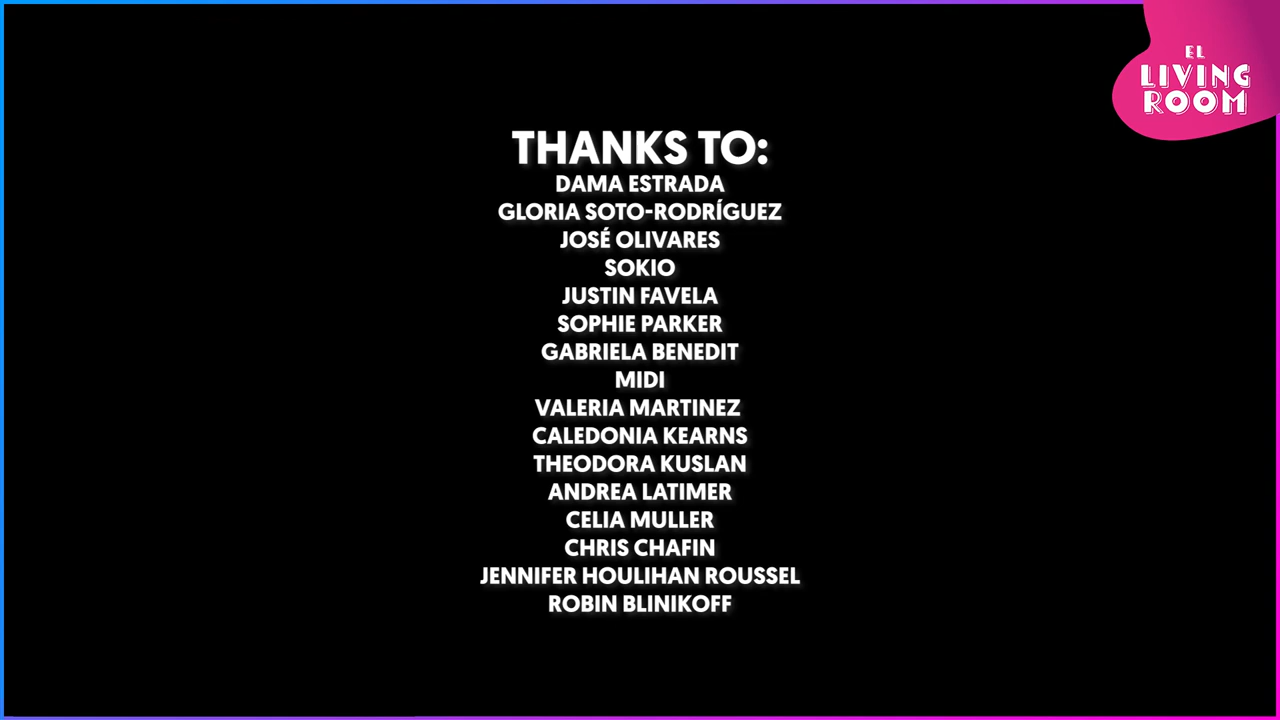 EL
LIVING
ROOM
THANKS TO:
DAMA ESTRADA
GLORIA SOTO-RODRÍGUEZ
JOSÉ OLIVARES
SOKIO
JUSTIN FAVELA
SOPHIE PARKER
GABRIELA BENEDIT
MIDI
VALERIA MARTINEZ
CALEDONIA KEARNS
THEODORA KUSLAN
ANDREA LATIMER
CELIA MULLER
CHRIS CHAFIN
JENNIFER HOULIHAN ROUSSEL
ROBIN BLINIKOFF